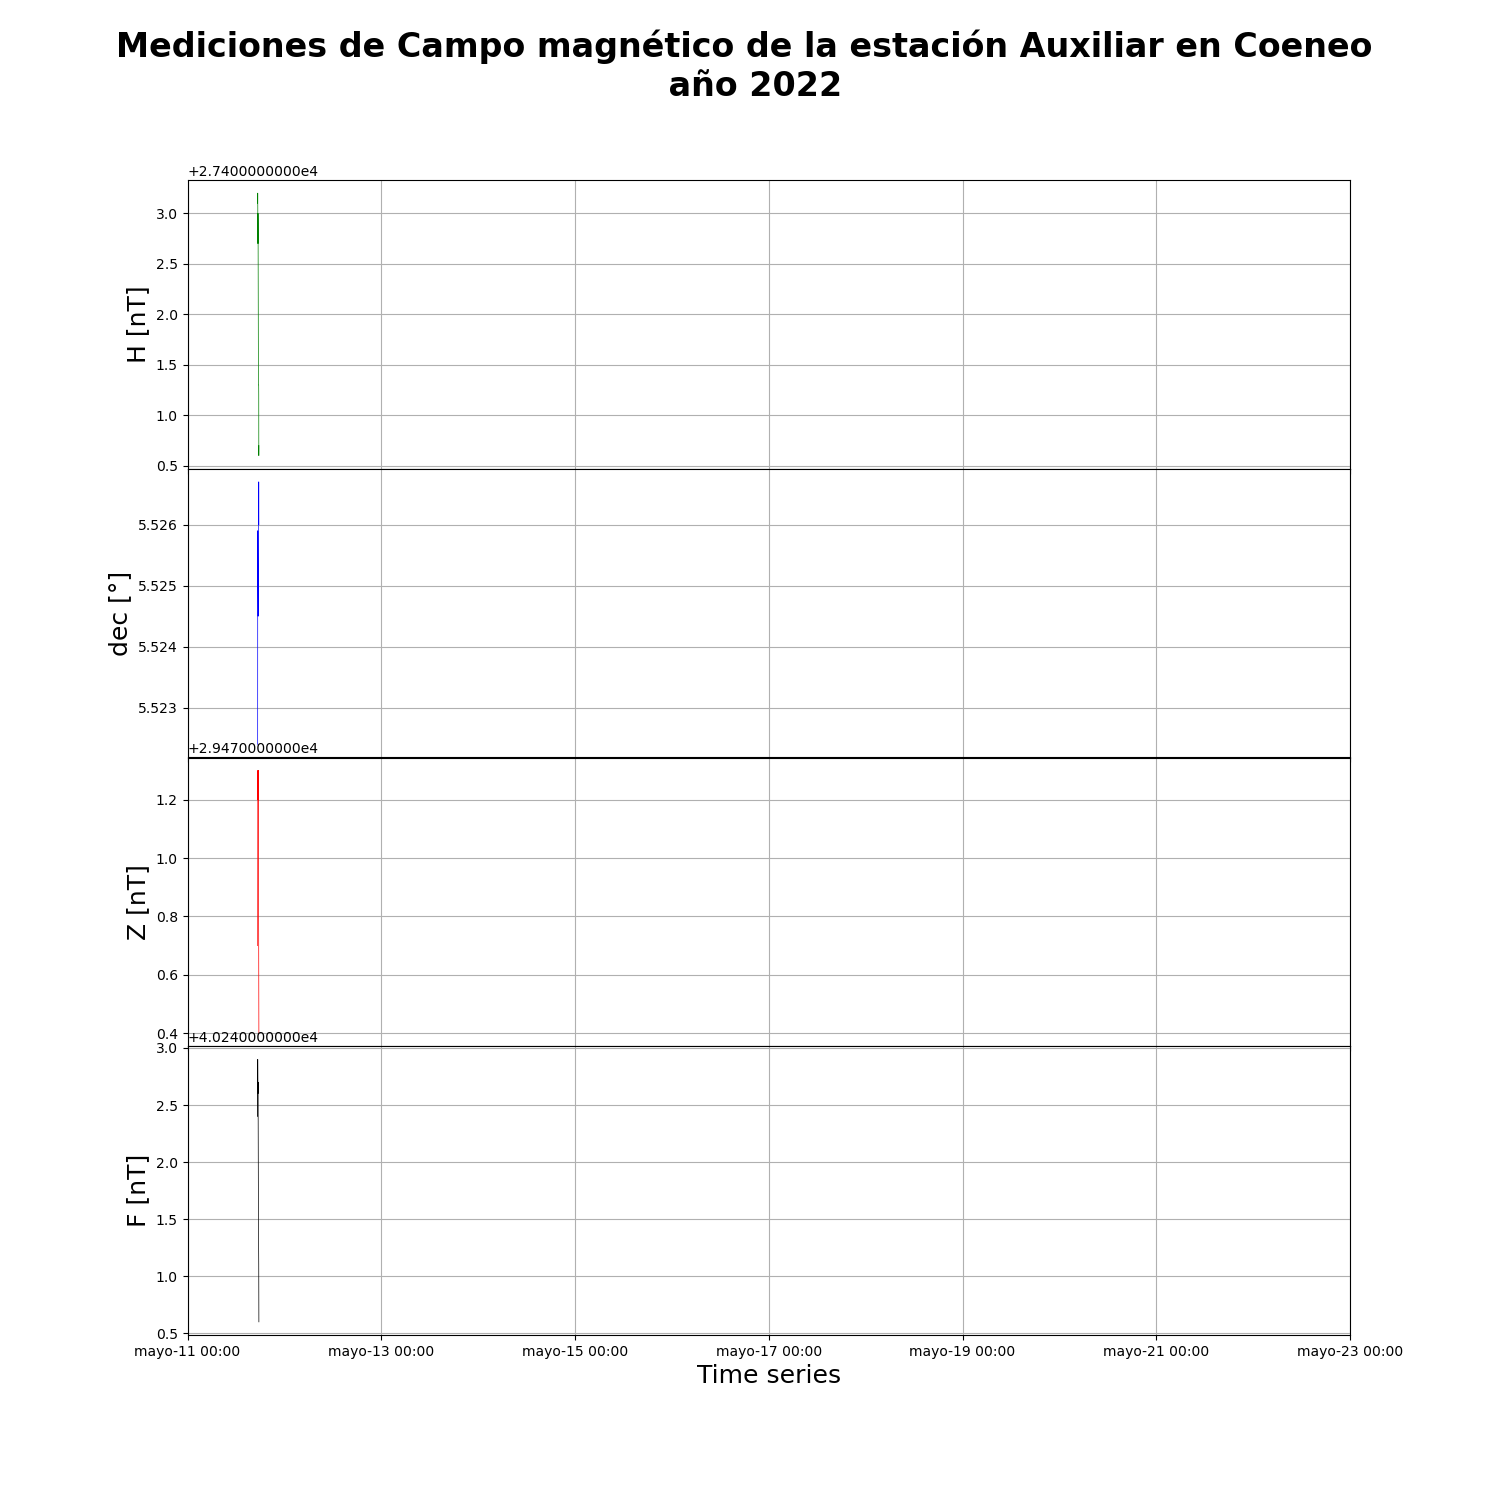 Mediciones de Campo magnético de la estación Auxiliar en Coeneo
año 2022
+2.7400000000e4
3.0
2.5
2.0
1.5
1.0
0.5
H [nT]
5.526
5.525
5.524
5.523
dec [°]
+2.9470000000e4
1.2
1.0
0.8
0.6
0.4
Z [nT]
+4.0240000000e4
3.0
2.5
2.0
1.5
1.0
0.5
F [nT]
mayo-11 00:00 mayo-13 00:00 mayo-15 00:00 mayo-17 00:00 mayo-19 00:00 mayo-21 00:00 mayo-23 00:00
Time series